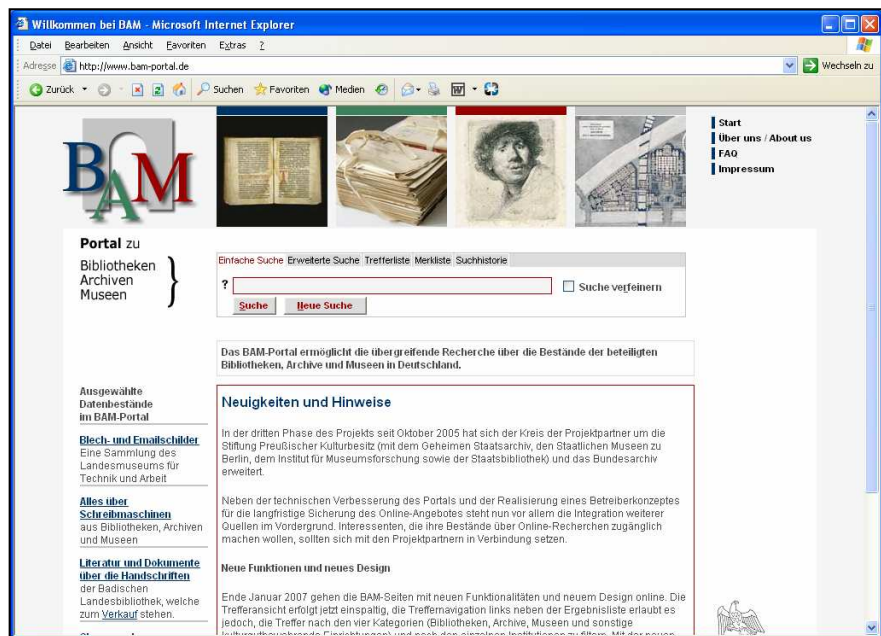 Willkommen bei BAM - Microsoft Internet Explorer
Datei Bearbeiten Ansicht Favoriten Extras ?
Adresse http://www.bam-portal.de Wechseln zu
Zurück Suchen Favoriten Medien
BAM
Start
Über uns / About us
FAQ
Impressum
Portal zu
Bibliotheken
Archiven
Museen
Einfache Suche Erweiterte Suche Trefferliste Merkliste Suchhistorie
? Suche verfeinern
Suche Neue Suche
Das BAM-Portal ermöglicht die übergreifende Recherche über die Bestände der beteiligten
Bibliotheken, Archive und Museen in Deutschland.
Ausgewählte
Datenbestände
im BAM-Portal
Blech- und Emailschilder
Eine Sammlung des
Landesmuseums für
Technik und Arbeit
Alles über
Schreibmaschinen
aus Bibliotheken, Archiven
und Museen
Literatur und Dokumente
über die Handschriften
der Badischen
Landesbibliothek, welche
zum Verkauf stehen.
Neuigkeiten und Hinweise
In der dritten Phase des Projekts seit Oktober 2005 hat sich der Kreis der Projektpartner um die
Stiftung Preußischer Kulturbesitz (mit dem Geheimen Staatsarchiv, den Staatlichen Museen zu
Berlin, dem Institut für Museumsforschung sowie der Staatsbibliothek) und das Bundesarchiv
erweitert.
Neben der technischen Verbesserung des Portals und der Realisierung eines Betreiberkonzeptes
für die langfristige Sicherung des Online-Angebotes steht nun vor allem die Integration weiterer
Quellen im Vordergrund. Interessenten, die ihre Bestände über Online-Recherchen zugänglich
machen wollen, sollten sich mit den Projektpartnern in Verbindung setzen.
Neue Funktionen und neues Design
Ende Januar 2007 gehen die BAM-Seiten mit neuen Funktionalitäten und neuem Design online. Die
Trefferansicht erfolgt jetzt einspaltig, die Treffernavigation links neben der Ergebnisliste erlaubt es
jedoch, die Treffer nach den vier Kategorien (Bibliotheken, Archive, Museen und sonstige
kulturgutbewahrende Einrichtungen) und nach den einzelnen Institutionen zu filtern. Mit der neuen